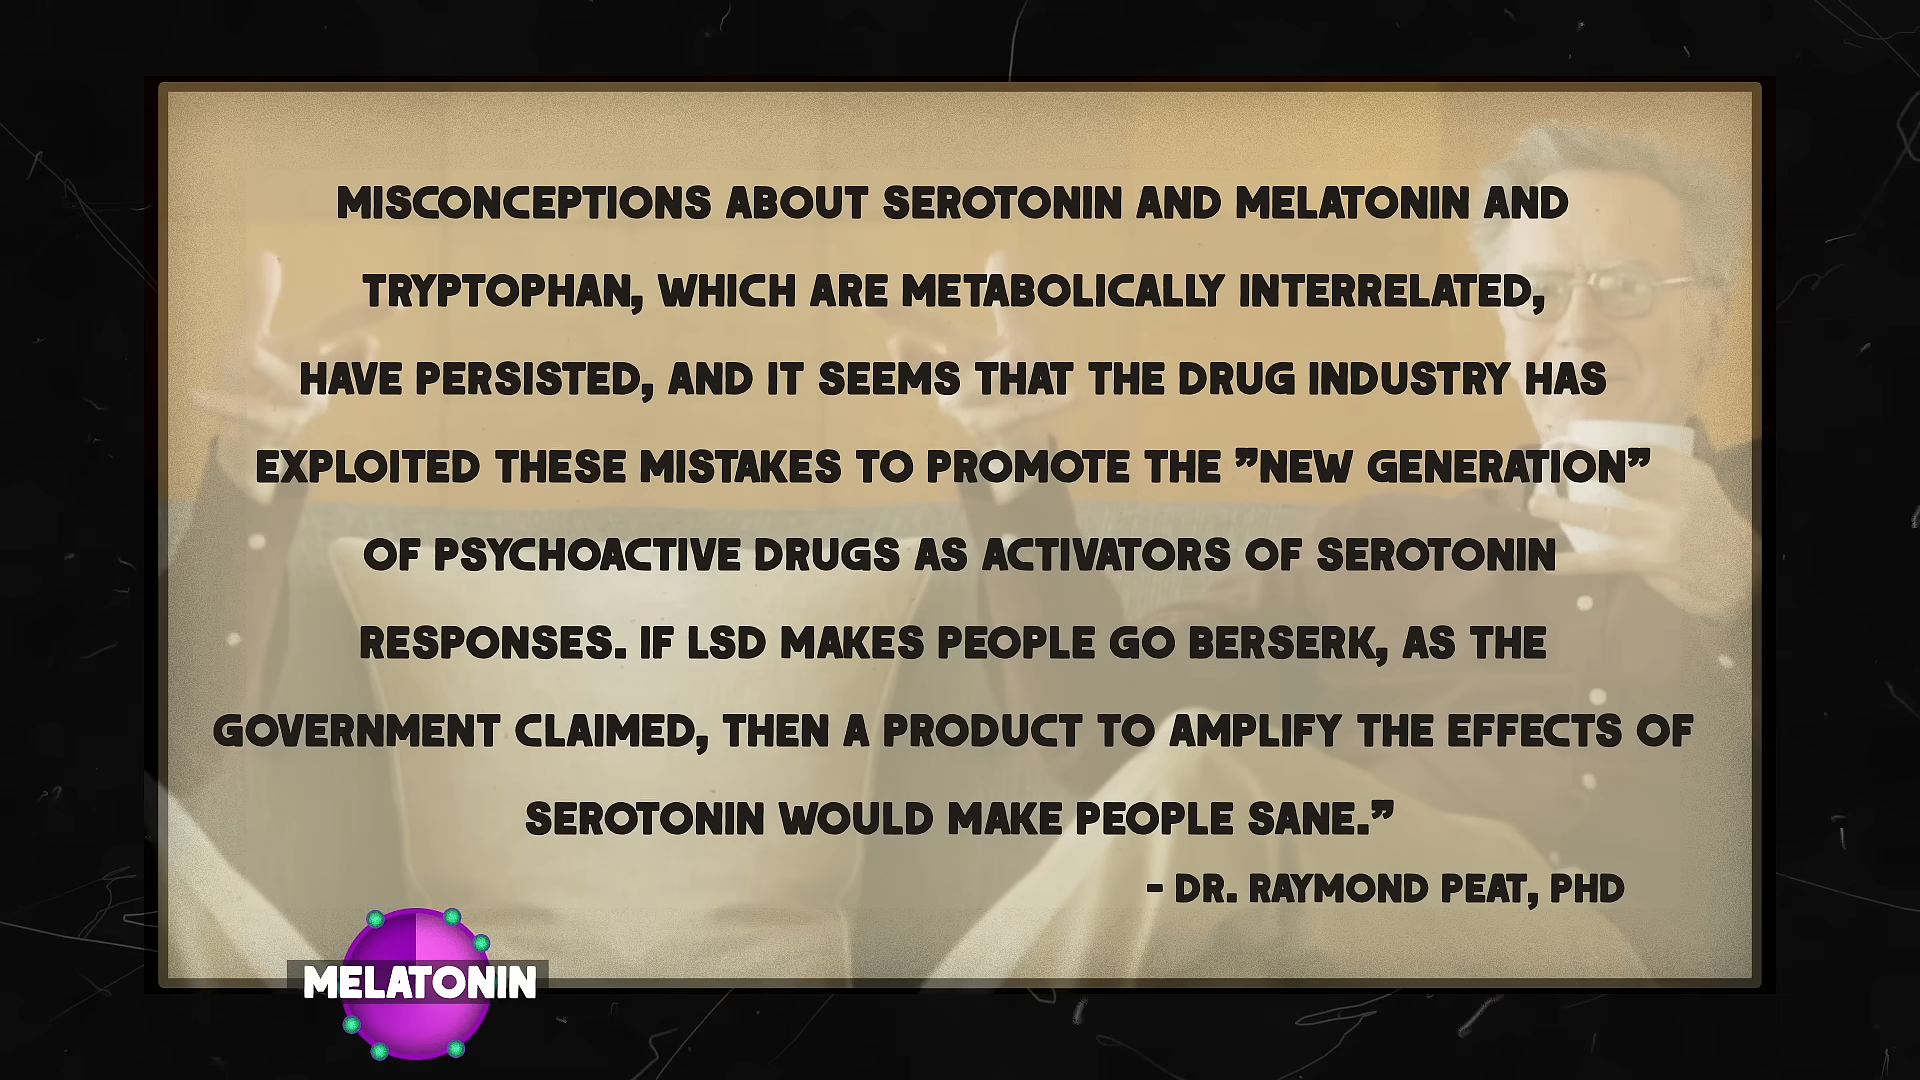 MISCONCEPTIONS ABOUT SEROTONIN AND MELATONIN AND
TRYPTOPHAN, WHICH ARE METABOLICALLY INTERRELATED,
HAVE PERSISTED, AND IT SEEMS THAT THE DRUG INDUSTRY HAS
EXPLOITED THESE MISTAKES TO PROMOTE THE ”NEW GENERATION”
OF PSYCHOACTIVE DRUGS AS ACTIVATORS OF SEROTONIN
RESPONSES. IF LSD MAKES PEOPLE GO BERSERK, AS THE
GOVERNMENT CLAIMED, THEN A PRODUCT TO AMPLIFY THE EFFECTS OF
SEROTONIN WOULD MAKE PEOPLE SANE.”
- DR. RAYMOND PEAT, PHD
MELATONIN